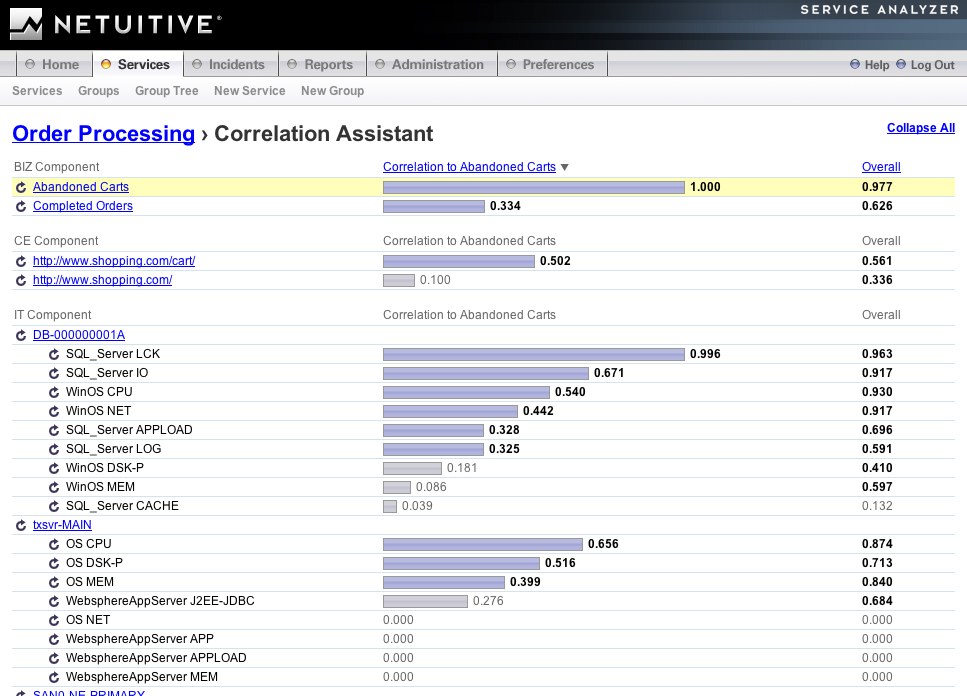 NETUITIVE®
SERVICE ANALYZER
Home Services Incidents Reports Administration Preferences Help Log Out
Services Groups Group Tree New Service New Group
Order Processing › Correlation Assistant Collapse All
BIZ Component Correlation to Abandoned Carts ▼ Overall
Abandoned Carts 1.000 0.977
Completed Orders 0.334 0.626
CE Component Correlation to Abandoned Carts Overall
http://www.shopping.com/cart/ 0.502 0.561
http://www.shopping.com/ 0.100 0.336
IT Component Correlation to Abandoned Carts Overall
DB-000000001A
SQL_Server LCK 0.996 0.963
SQL_Server IO 0.671 0.917
WinOS CPU 0.540 0.930
WinOS NET 0.442 0.917
SQL_Server APPLOAD 0.328 0.696
SQL_Server LOG 0.325 0.591
WinOS DSK-P 0.181 0.410
WinOS MEM 0.086 0.597
SQL_Server CACHE 0.039 0.132
txsvr-MAIN
OS CPU 0.656 0.874
OS DSK-P 0.516 0.713
OS MEM 0.399 0.840
WebsphereAppServer J2EE-JDBC 0.276 0.684
OS NET 0.000 0.000
WebsphereAppServer APP 0.000 0.000
WebsphereAppServer APPLOAD 0.000 0.000
WebsphereAppServer MEM 0.000 0.000
SAN0-NE-PRIMARY